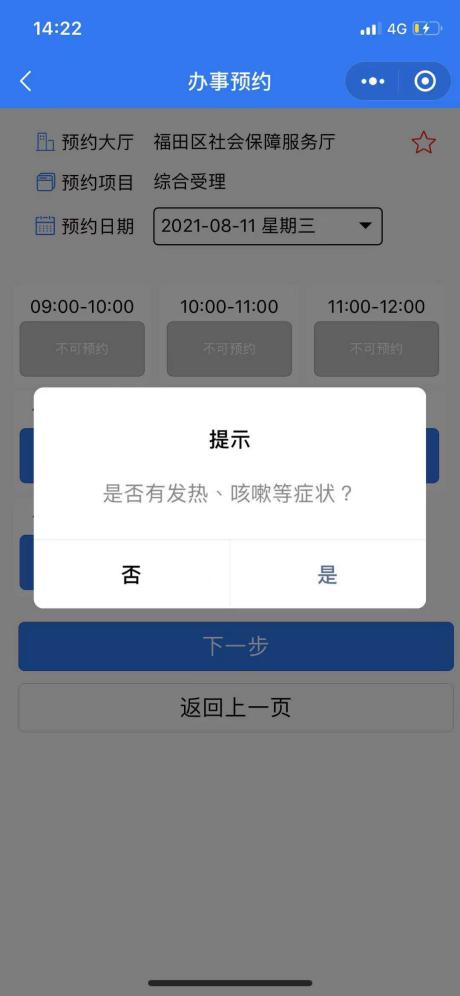 14:22
4G
办事预约
预约大厅 福田区社会保障服务厅
预约项目 综合受理
预约日期 2021-08-11 星期三
09:00-10:00 10:00-11:00 11:00-12:00
不可预约 不可预约 不可预约
提示
是否有发热、咳嗽等症状？
否 是
下一步
返回上一页